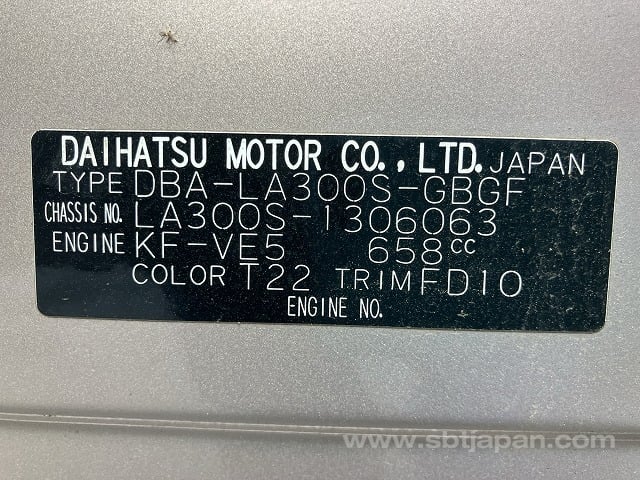 DAIHATSU MOTOR CO., LTD. JAPAN
TYPE DBA-LA300S-GBGF
CHASSIS NO. LA300S-1306063
ENGINE KF-VE5 658cc
COLOR T22 TRIM FD10
ENGINE NO.
www.sbtjapan.com